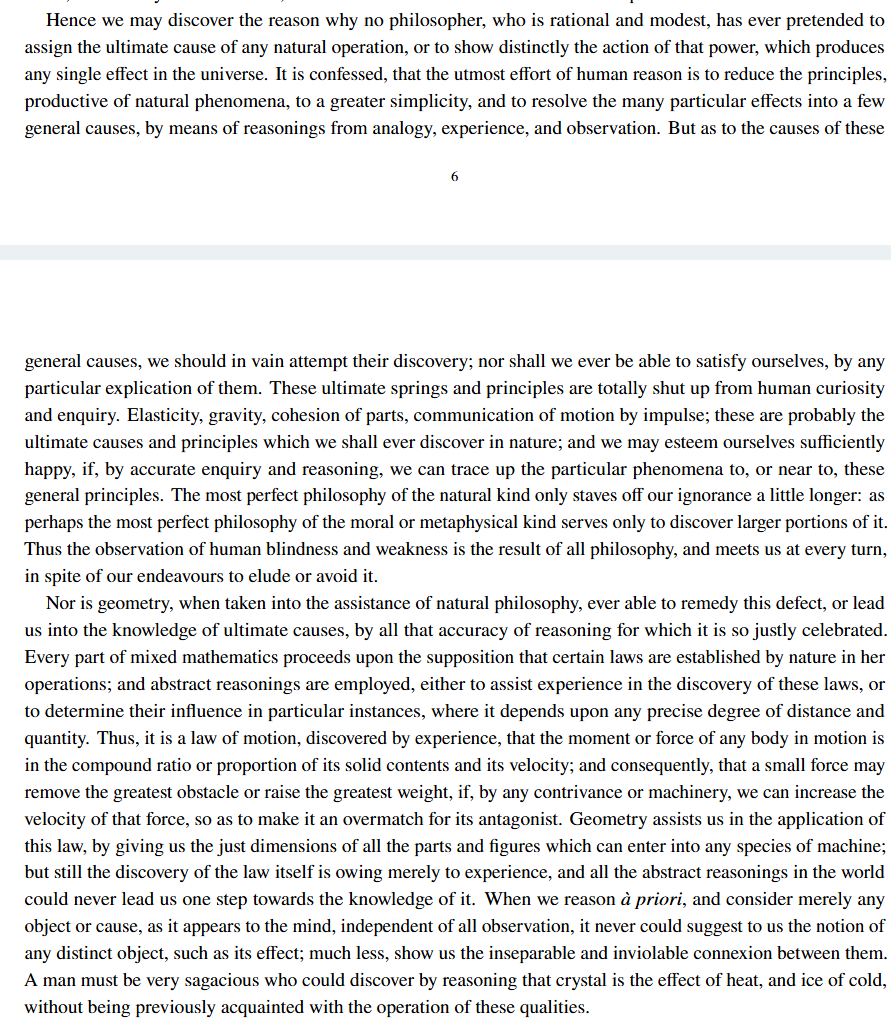 Hence we may discover the reason why no philosopher, who is rational and modest, has ever pretended to
assign the ultimate cause of any natural operation, or to show distinctly the action of that power, which produces
any single effect in the universe. It is confessed, that the utmost effort of human reason is to reduce the principles,
productive of natural phenomena, to a greater simplicity, and to resolve the many particular effects into a few
general causes, by means of reasonings from analogy, experience, and observation. But as to the causes of these
6
general causes, we should in vain attempt their discovery; nor shall we ever be able to satisfy ourselves, by any
particular explication of them. These ultimate springs and principles are totally shut up from human curiosity
and enquiry. Elasticity, gravity, cohesion of parts, communication of motion by impulse; these are probably the
ultimate causes and principles which we shall ever discover in nature; and we may esteem ourselves sufficiently
happy, if, by accurate enquiry and reasoning, we can trace up the particular phenomena to, or near to, these
general principles. The most perfect philosophy of the natural kind only staves off our ignorance a little longer: as
perhaps the most perfect philosophy of the moral or metaphysical kind serves only to discover larger portions of it.
Thus the observation of human blindness and weakness is the result of all philosophy, and meets us at every turn,
in spite of our endeavours to elude or avoid it.
Nor is geometry, when taken into the assistance of natural philosophy, ever able to remedy this defect, or lead
us into the knowledge of ultimate causes, by all that accuracy of reasoning for which it is so justly celebrated.
Every part of mixed mathematics proceeds upon the supposition that certain laws are established by nature in her
operations; and abstract reasonings are employed, either to assist experience in the discovery of these laws, or
to determine their influence in particular instances, where it depends upon any precise degree of distance and
quantity. Thus, it is a law of motion, discovered by experience, that the moment or force of any body in motion is
in the compound ratio or proportion of its solid contents and its velocity; and consequently, that a small force may
remove the greatest obstacle or raise the greatest weight, if, by any contrivance or machinery, we can increase the
velocity of that force, so as to make it an overmatch for its antagonist. Geometry assists us in the application of
this law, by giving us the just dimensions of all the parts and figures which can enter into any species of machine;
but still the discovery of the law itself is owing merely to experience, and all the abstract reasonings in the world
could never lead us one step towards the knowledge of it. When we reason à priori, and consider merely any
object or cause, as it appears to the mind, independent of all observation, it never could suggest to us the notion of
any distinct object, such as its effect; much less, show us the inseparable and inviolable connexion between them.
A man must be very sagacious who could discover by reasoning that crystal is the effect of heat, and ice of cold,
without being previously acquainted with the operation of these qualities.